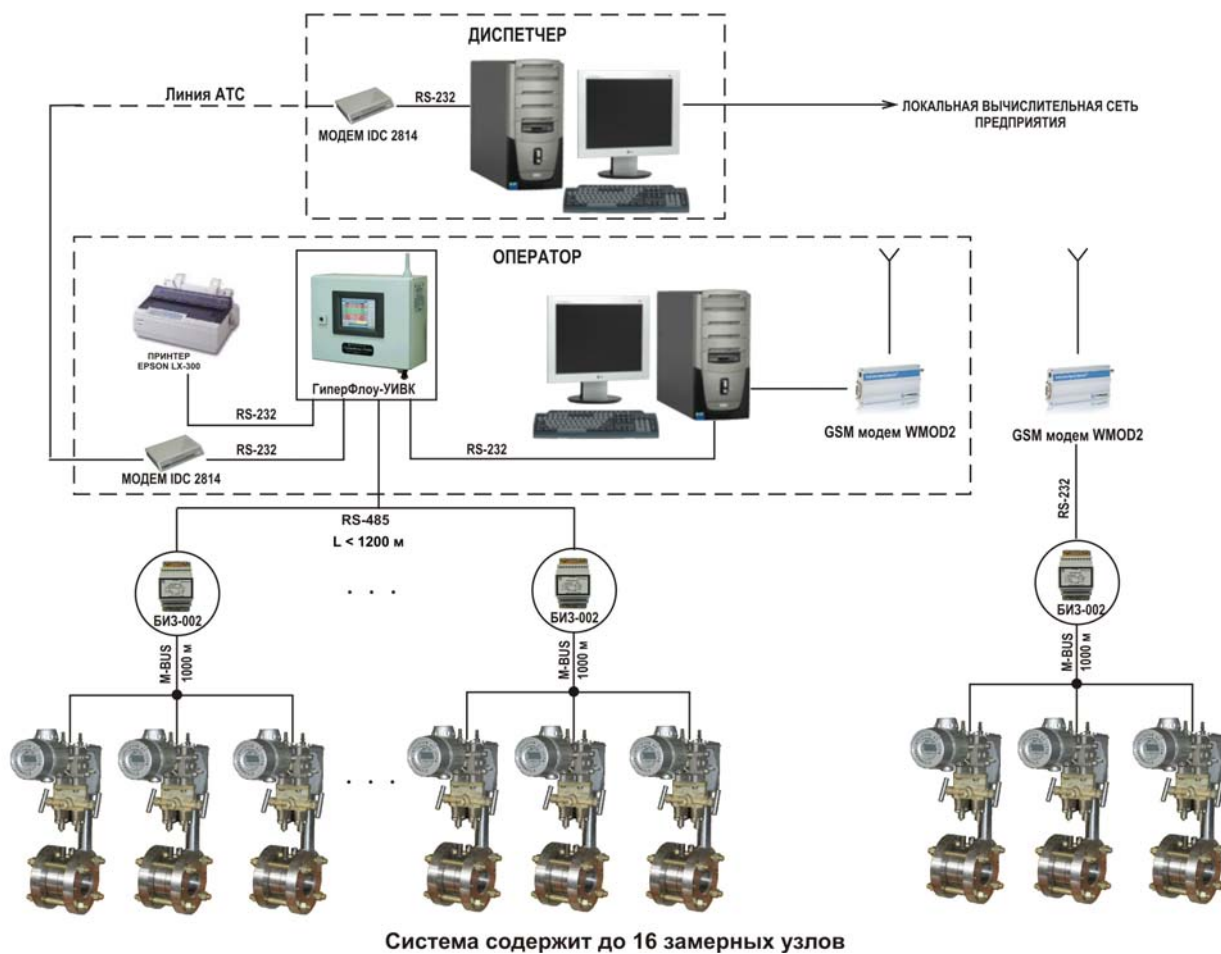 ДИСПЕТЧЕР
Линия АТС
RS-232
МОДЕМ IDC 2814
ЛОКАЛЬНАЯ ВЫЧИСЛИТЕЛЬНАЯ СЕТЬ
ПРЕДПРИЯТИЯ
ОПЕРАТОР
ПРИНТЕР
EPSON LX-300
ГиперФлоу-УИВК
RS-232
RS-232
МОДЕМ IDC 2814
RS-232
GSM модем WMOD2
GSM модем WMOD2
RS-232
RS-485
L < 1200 м
. . .
БИЗ-002
БИЗ-002
БИЗ-002
M-BUS
1000 м
M-BUS
1000 м
M-BUS
1000 м
. . .
Система содержит до 16 замерных узлов